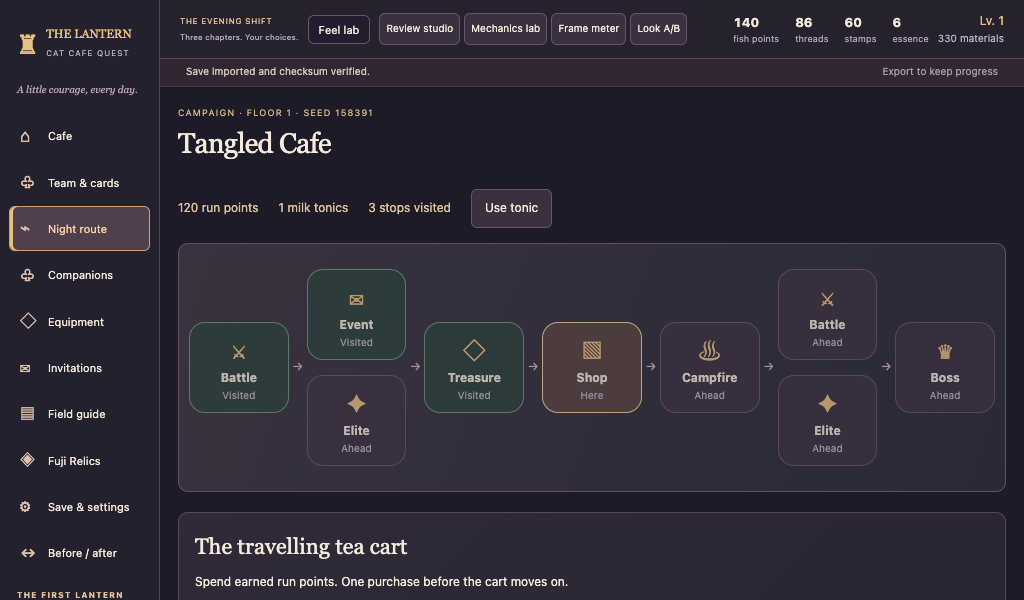 THE LANTERN
CAT CAFE QUEST
A little courage, every day.
Cafe
Team & cards
Night route
Companions
Equipment
Invitations
Field guide
Fuji Relics
Save & settings
Before / after
THE FIRST LANTERN
THE EVENING SHIFT
Three chapters. Your choices.
Feel lab
Review studio
Mechanics lab
Frame meter
Look A/B
140
fish points
86
threads
60
stamps
6
essence
Lv. 1
330 materials
Save imported and checksum verified.
Export to keep progress
CAMPAIGN · FLOOR 1 · SEED 158391
Tangled Cafe
120 run points
1 milk tonics
3 stops visited
Use tonic
Battle
Visited
Event
Visited
Elite
Ahead
Treasure
Visited
Shop
Here
Campfire
Ahead
Battle
Ahead
Elite
Ahead
Boss
Ahead
The travelling tea cart
Spend earned run points. One purchase before the cart moves on.